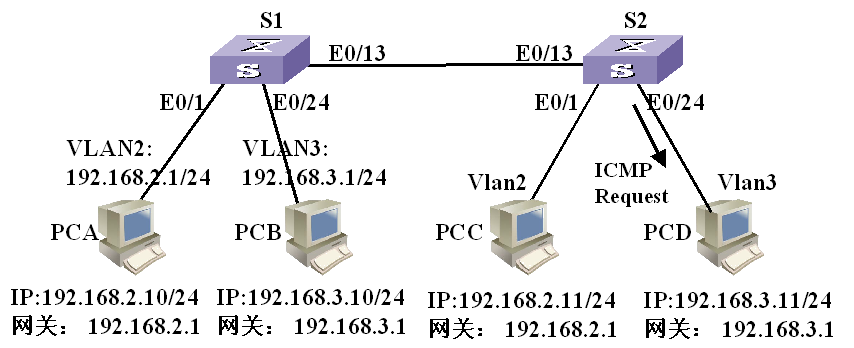 S1
S2
E0/13
E0/13
E0/1
E0/24
E0/1
E0/24
VLAN2:
192.168.2.1/24
VLAN3:
192.168.3.1/24
Vlan2
ICMP
Request
Vlan3
PCA
PCB
PCC
PCD
IP:192.168.2.10/24
网关: 192.168.2.1
IP:192.168.3.10/24
网关: 192.168.3.1
IP:192.168.2.11/24
网关: 192.168.2.1
IP:192.168.3.11/24
网关: 192.168.3.1